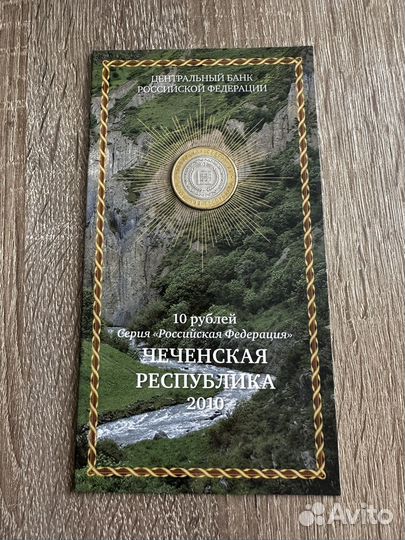 ЦЕНТРАЛЬНЫЙ БАНК
РОССИЙСКОЙ ФЕДЕРАЦИИ
10 рублей
Серия «Российская Федерация»
ЧЕЧЕНСКАЯ
РЕСПУБЛИКА
2010
Avito